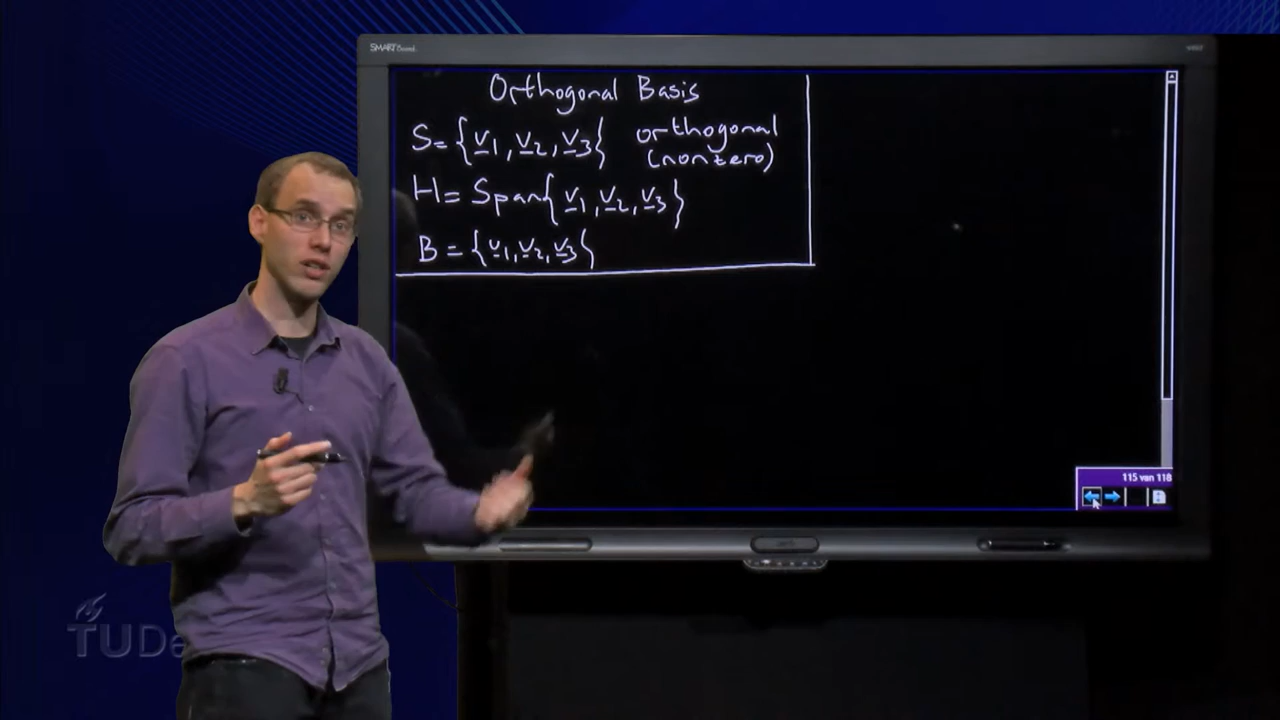 SMART Board
Orthogonal Basis
S={v1,v2,v3} orthogonal
(nonzero)
H=Span{v1,v2,v3}
B={v1,v2,v3}
115 van 118
TUDe